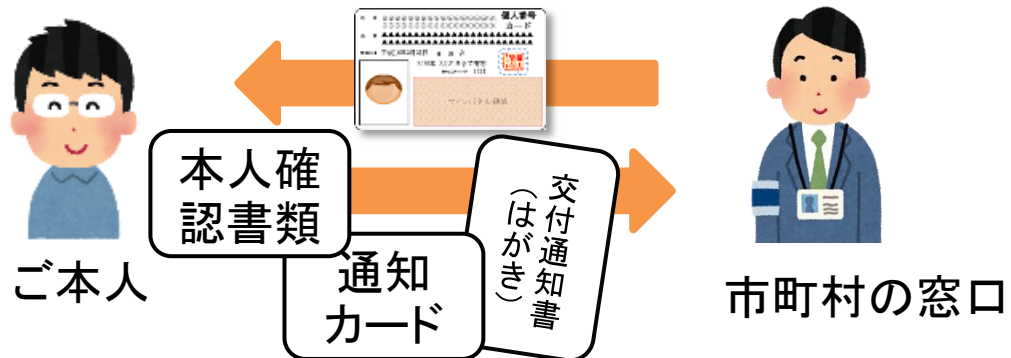 個人番号
カード
本人確
認書類
通知
カード
交付通知書
（はがき）
ご本人
市町村の窓口